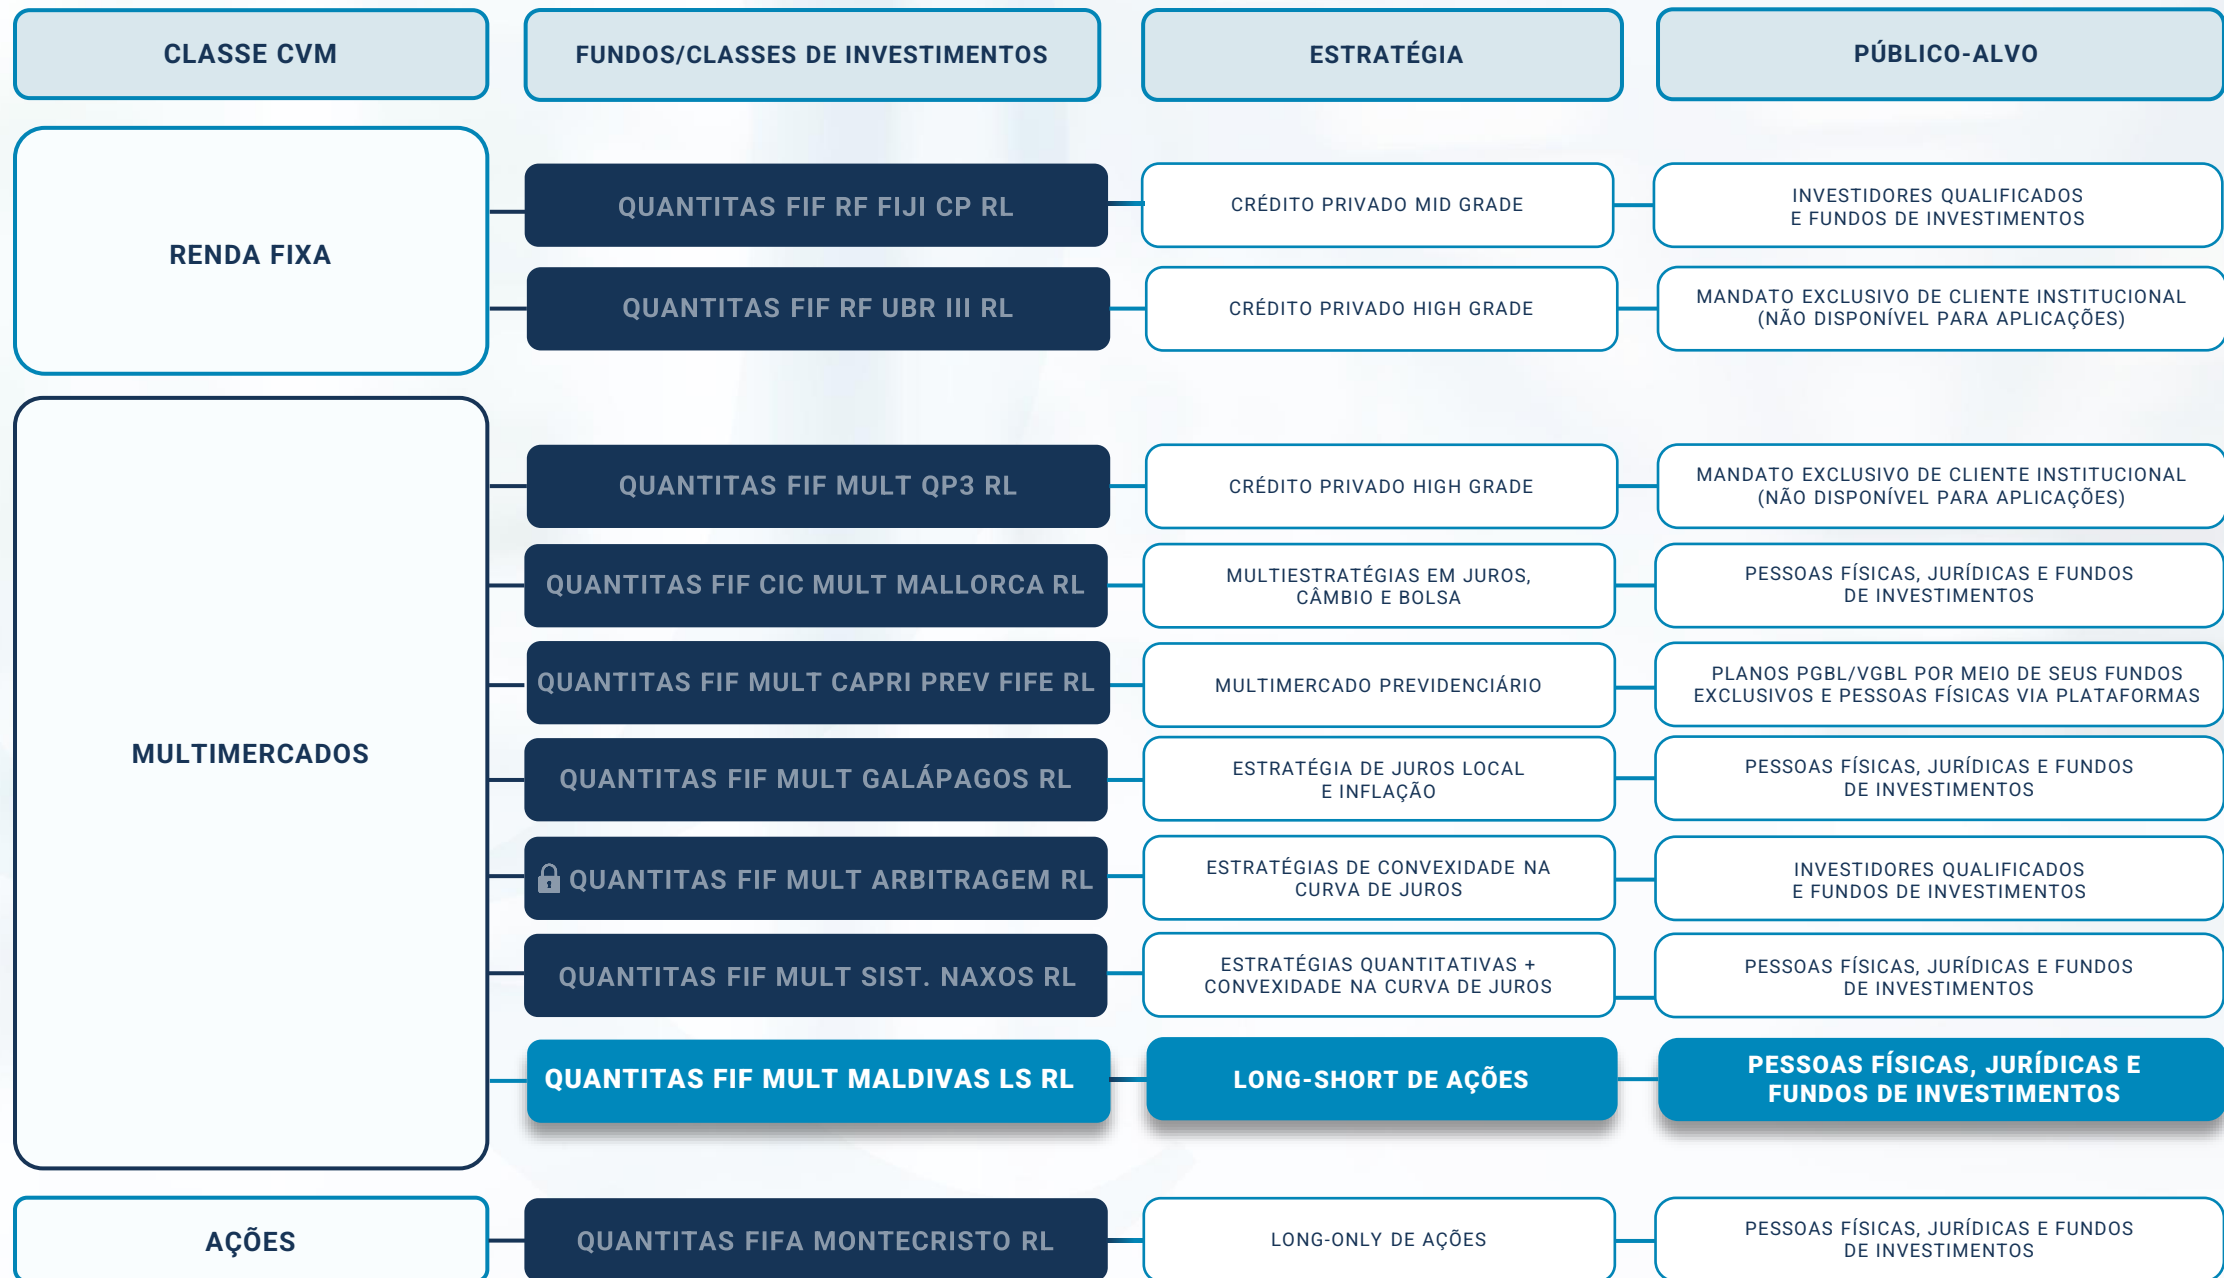 CLASSE CVM
FUNDOS/CLASSES DE INVESTIMENTOS
ESTRATÉGIA
PÚBLICO-ALVO
RENDA FIXA
QUANTITAS FIF RF FIJI CP RL
CRÉDITO PRIVADO MID GRADE
INVESTIDORES QUALIFICADOS
E FUNDOS DE INVESTIMENTOS
QUANTITAS FIF RF UBR III RL
CRÉDITO PRIVADO HIGH GRADE
MANDATO EXCLUSIVO DE CLIENTE INSTITUCIONAL
(NÃO DISPONÍVEL PARA APLICAÇÕES)
MULTIMERCADOS
QUANTITAS FIF MULT QP3 RL
CRÉDITO PRIVADO HIGH GRADE
MANDATO EXCLUSIVO DE CLIENTE INSTITUCIONAL
(NÃO DISPONÍVEL PARA APLICAÇÕES)
QUANTITAS FIF CIC MULT MALLORCA RL
MULTIESTRATÉGIAS EM JUROS,
CÂMBIO E BOLSA
PESSOAS FÍSICAS, JURÍDICAS E FUNDOS
DE INVESTIMENTOS
QUANTITAS FIF MULT CAPRI PREV FIFE RL
MULTIMERCADO PREVIDENCIÁRIO
PLANOS PGBL/VGBL POR MEIO DE SEUS FUNDOS
EXCLUSIVOS E PESSOAS FÍSICAS VIA PLATAFORMAS
QUANTITAS FIF MULT GALÁPAGOS RL
ESTRATÉGIA DE JUROS LOCAL
E INFLAÇÃO
PESSOAS FÍSICAS, JURÍDICAS E FUNDOS
DE INVESTIMENTOS
QUANTITAS FIF MULT ARBITRAGEM RL
ESTRATÉGIAS DE CONVEXIDADE NA
CURVA DE JUROS
INVESTIDORES QUALIFICADOS
E FUNDOS DE INVESTIMENTOS
QUANTITAS FIF MULT SIST. NAXOS RL
ESTRATÉGIAS QUANTITATIVAS +
CONVEXIDADE NA CURVA DE JUROS
PESSOAS FÍSICAS, JURÍDICAS E FUNDOS
DE INVESTIMENTOS
QUANTITAS FIF MULT MALDIVAS LS RL
LONG-SHORT DE AÇÕES
PESSOAS FÍSICAS, JURÍDICAS E
FUNDOS DE INVESTIMENTOS
AÇÕES
QUANTITAS FIFA MONTECRISTO RL
LONG-ONLY DE AÇÕES
PESSOAS FÍSICAS, JURÍDICAS E FUNDOS
DE INVESTIMENTOS